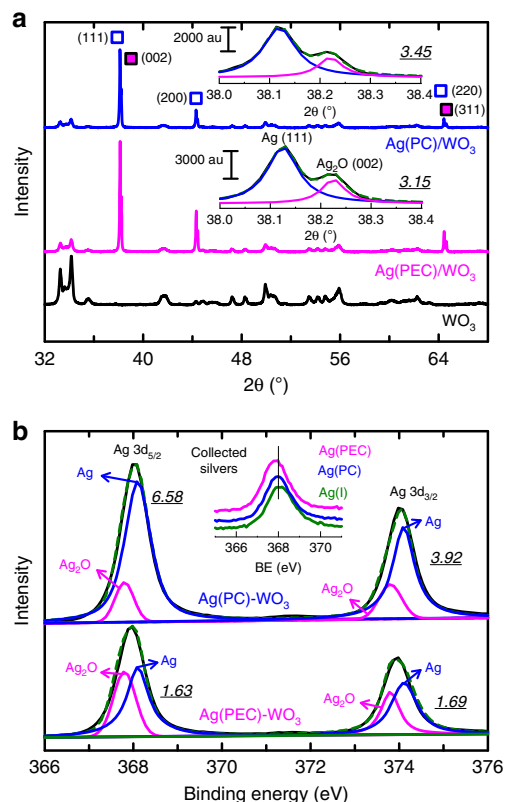 a
2000 au
3.45
(111)
(002)
38.0 38.1 38.2 38.3 38.4
2θ (°)
(200)
(220)
(311)
Ag(PC)/WO₃
3000 au
Ag (111)
Ag₂O (002)
3.15
38.0 38.1 38.2 38.3 38.4
2θ (°)
Ag(PEC)/WO₃
WO₃
Intensity
32 40 48 56 64
2θ (°)
b
Ag 3d5/2
Collected
silvers
Ag(PEC)
Ag(PC)
Ag(I)
366 368 370
BE (eV)
Ag 3d3/2
Ag
6.58
Ag
3.92
Ag₂O
Ag₂O
Ag(PC)-WO₃
Ag₂O
Ag
1.63
Ag
Ag₂O
1.69
Ag(PEC)-WO₃
Intensity
366 368 370 372 374 376
Binding energy (eV)